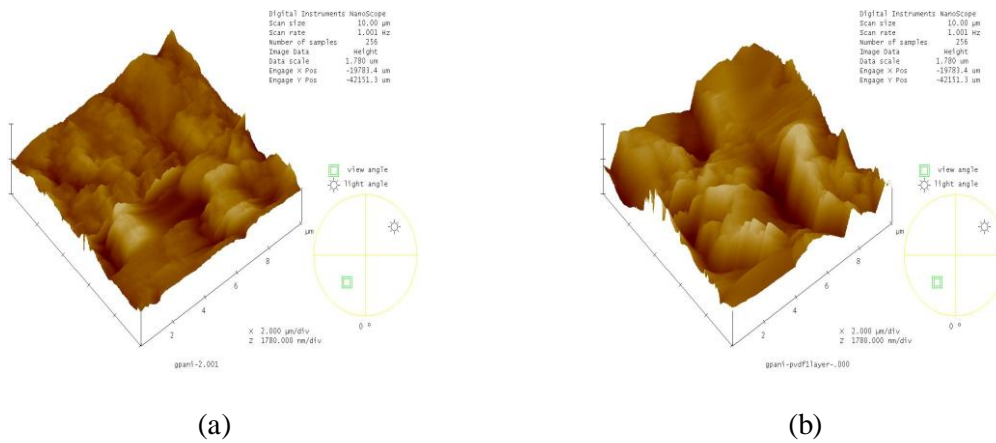 Digital Instruments NanoScope
Scan size 10.00 µm
Scan rate 1.001 Hz
Number of samples 256
Image Data Height
Data scale 1.780 um
Engage X Pos -19783.4 um
Engage Y Pos -42151.3 um
view angle
light angle
µm
8
6
4
2
0 °
X 2.000 µm/div
Z 1780.000 nm/div
gpani-2.001
(a)
Digital Instruments NanoScope
Scan size 10.00 µm
Scan rate 1.001 Hz
Number of samples 256
Image Data Height
Data scale 1.780 um
Engage X Pos -19783.4 um
Engage Y Pos -42151.3 um
view angle
light angle
µm
8
6
4
2
0 °
X 2.000 µm/div
Z 1780.000 nm/div
gpani-pvdf1layer-.000
(b)